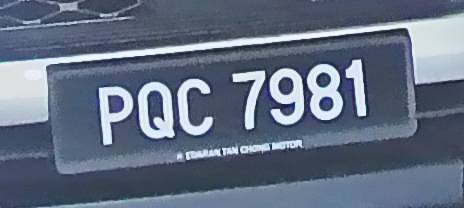 PQC 7981
EDARAN TAN CHONG MOTOR